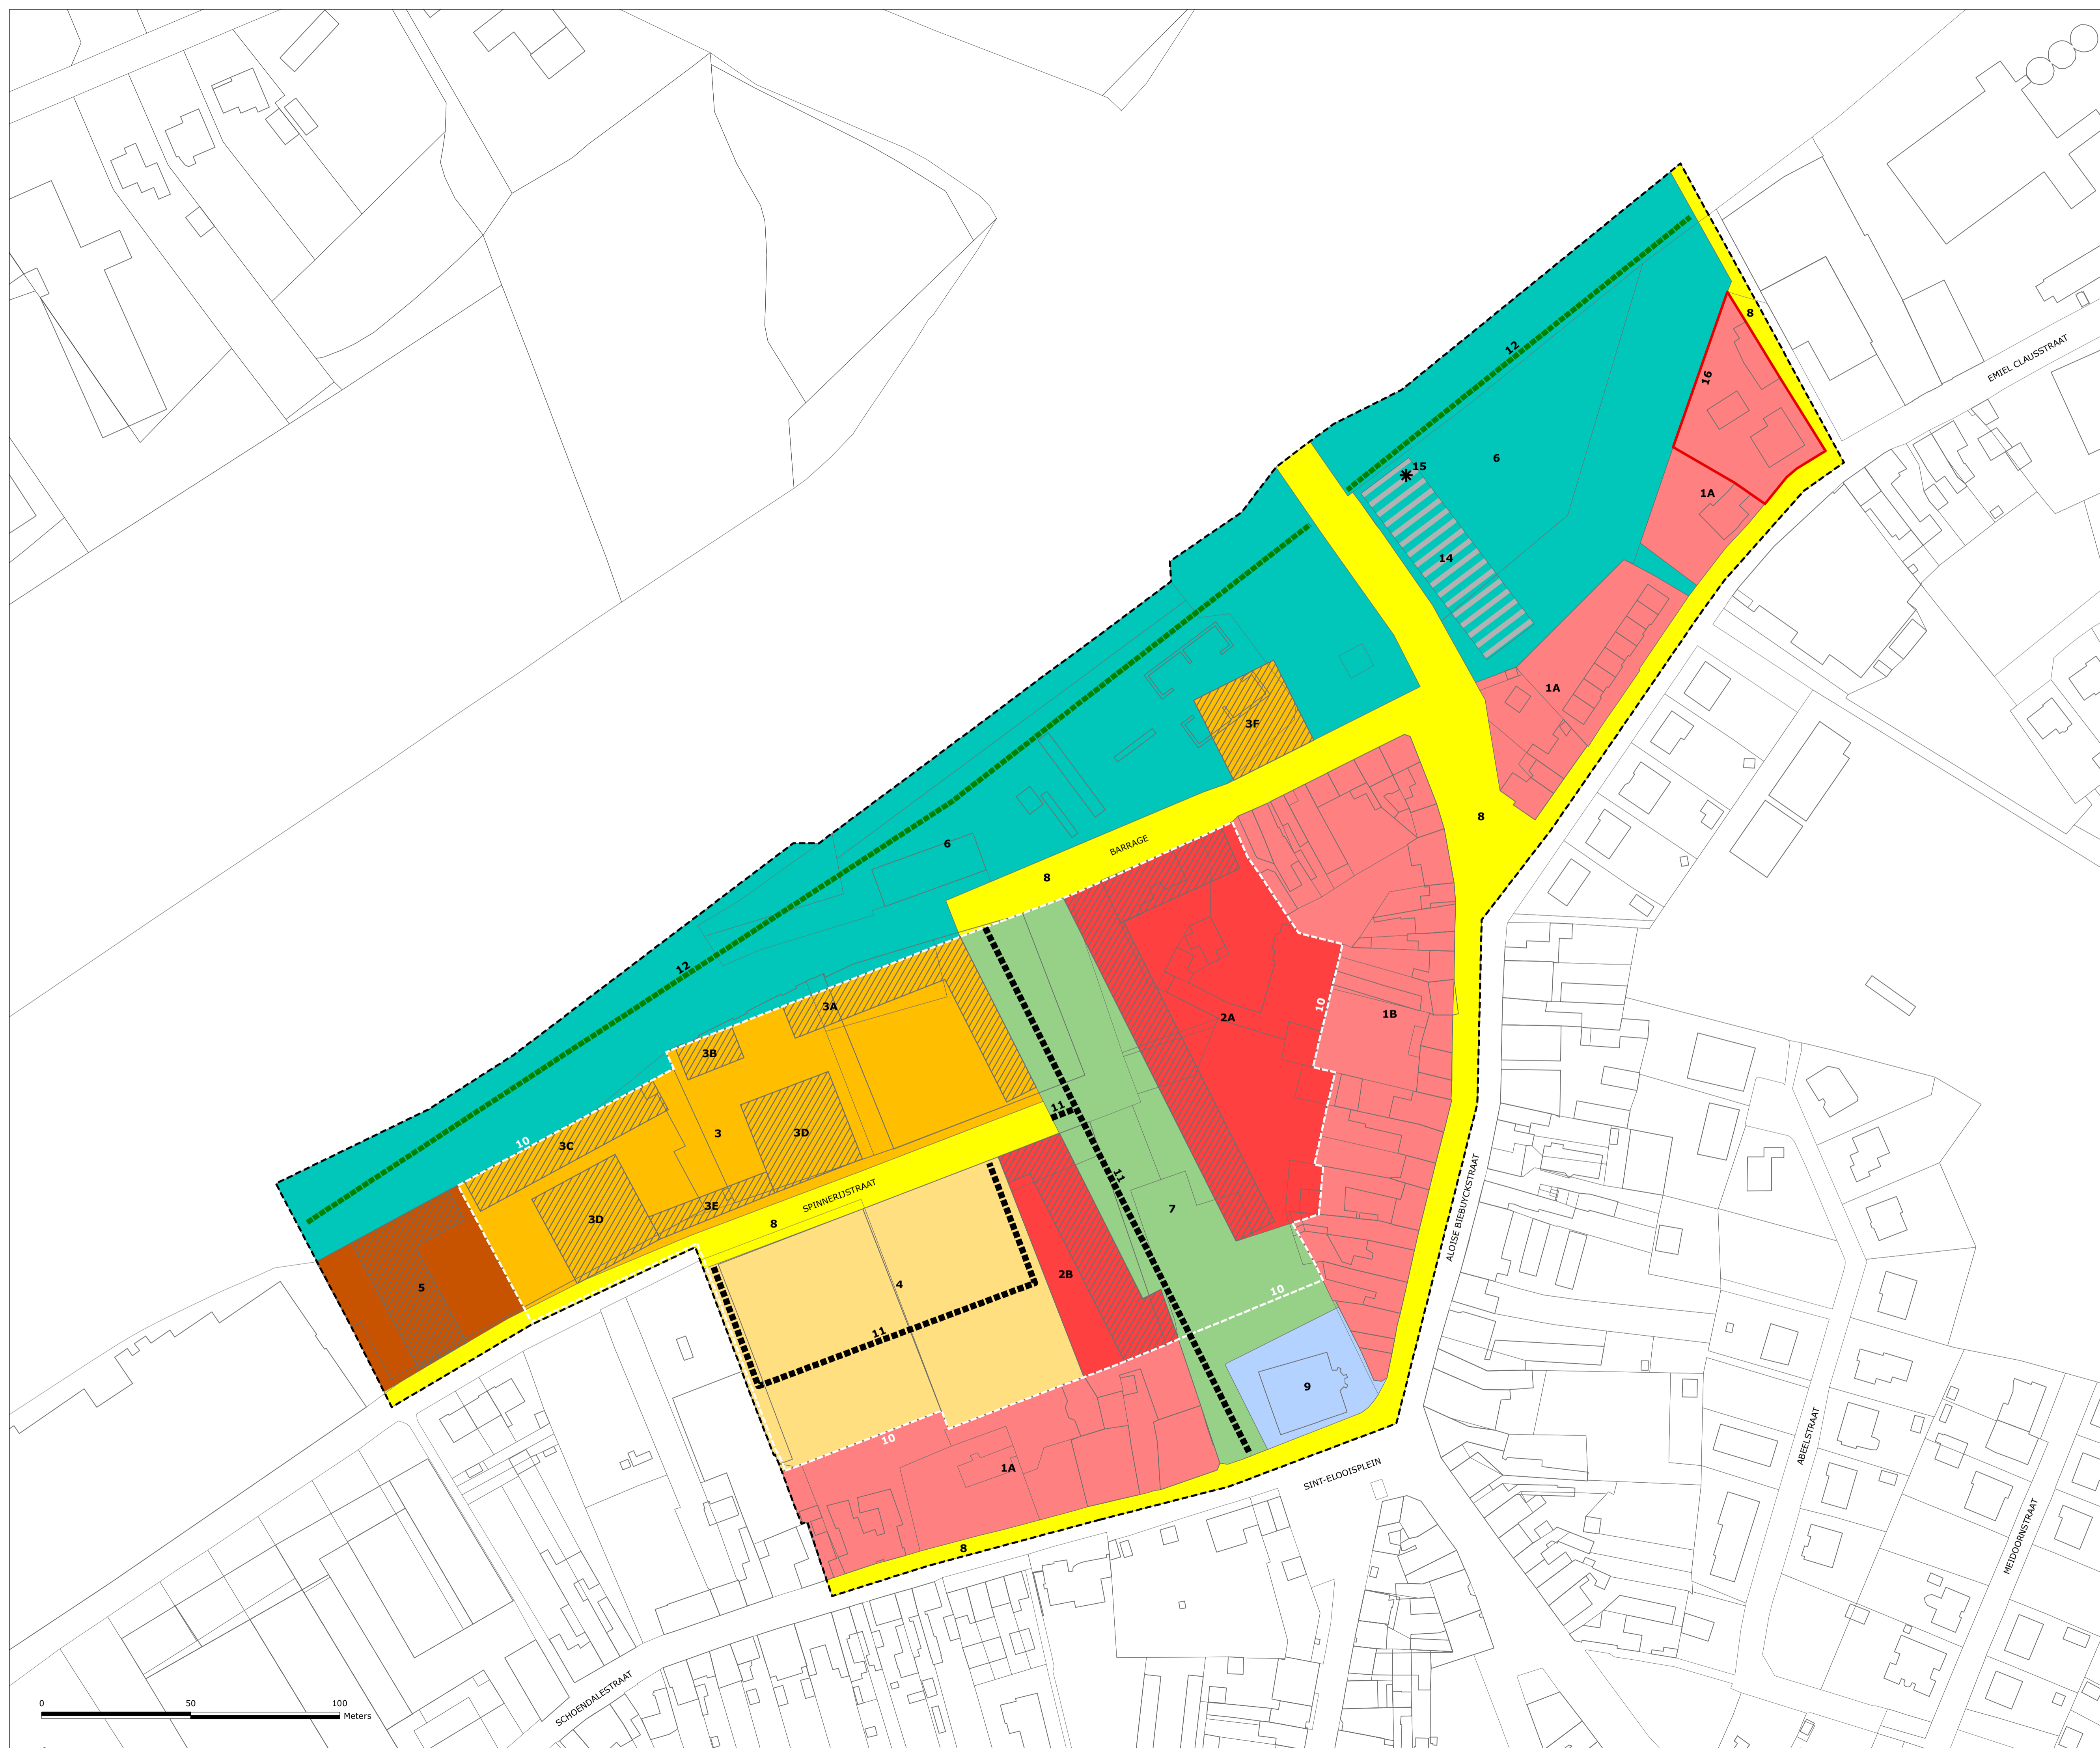 8
EMIEL CLAUSSTRAAT
12
16
15
6
1A
14
1A
3F
8
6
BARRAGE
8
12
3A
10
1B
2A
3B
11
3
3D
10
3C
11
3E
SPINNERIJSTRAAT
7
3D
8
ALOISE BIEBUYCKSTRAAT
2B
4
5
10
11
9
10
1A
ABEELSTRAAT
SINT-ELOOISPLEIN
MEIDOORNSTRAAT
8
SCHOENDALESTRAAT
0 50 100
Meters